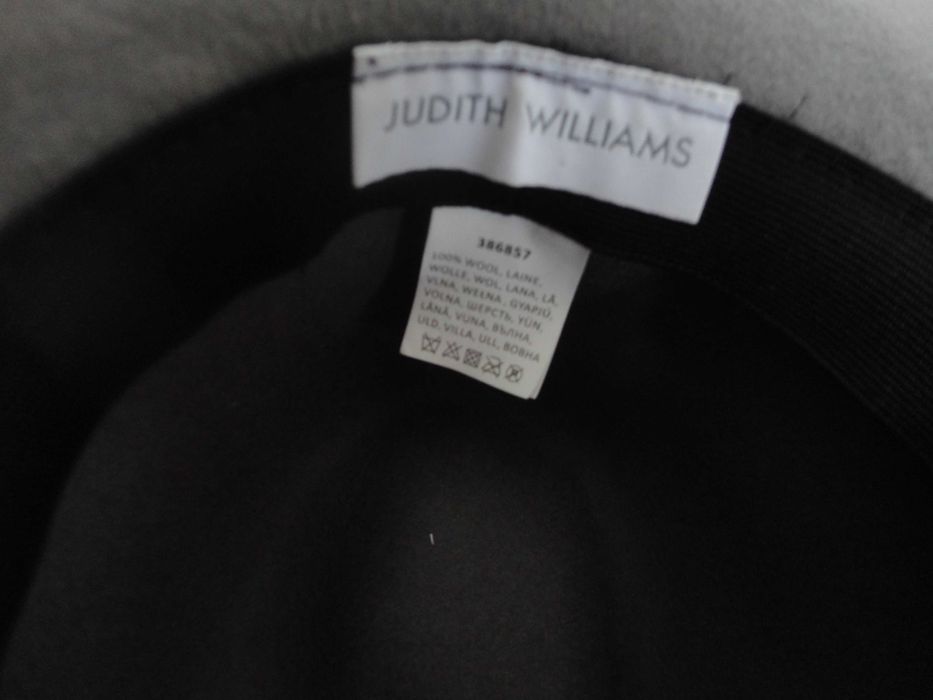 JUDITH WILLIAMS
386857
100% WOOL, LAINE,
WOLLE, WOL, LANA, LÃ,
VLNA, WEŁNA, GYAPJÚ,
VOLNA, ШЕРСТЬ, YÜN,
LÂNĂ, VUNA, ВЪЛНА,
ULD, VILLA, ULL, ВОВНА